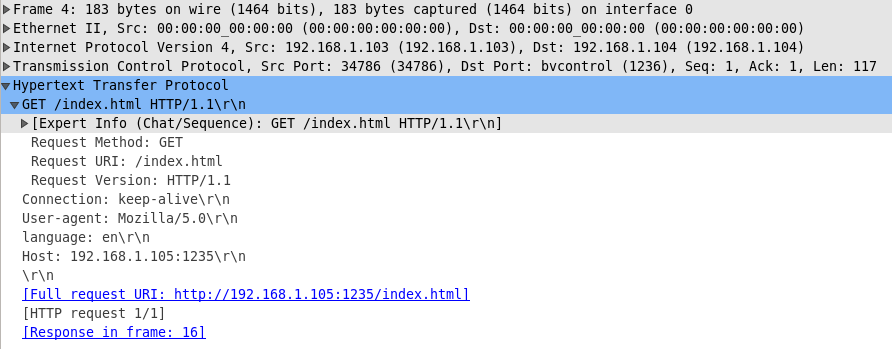 Frame 4: 183 bytes on wire (1464 bits), 183 bytes captured (1464 bits) on interface 0
Ethernet II, Src: 00:00:00_00:00:00 (00:00:00:00:00:00), Dst: 00:00:00_00:00:00 (00:00:00:00:00:00)
Internet Protocol Version 4, Src: 192.168.1.103 (192.168.1.103), Dst: 192.168.1.104 (192.168.1.104)
Transmission Control Protocol, Src Port: 34786 (34786), Dst Port: bvcontrol (1236), Seq: 1, Ack: 1, Len: 117
Hypertext Transfer Protocol
GET /index.html HTTP/1.1\r\n
[Expert Info (Chat/Sequence): GET /index.html HTTP/1.1\r\n]
Request Method: GET
Request URI: /index.html
Request Version: HTTP/1.1
Connection: keep-alive\r\n
User-agent: Mozilla/5.0\r\n
language: en\r\n
Host: 192.168.1.105:1235\r\n
\r\n
[Full request URI: http://192.168.1.105:1235/index.html]
[HTTP request 1/1]
[Response in frame: 16]